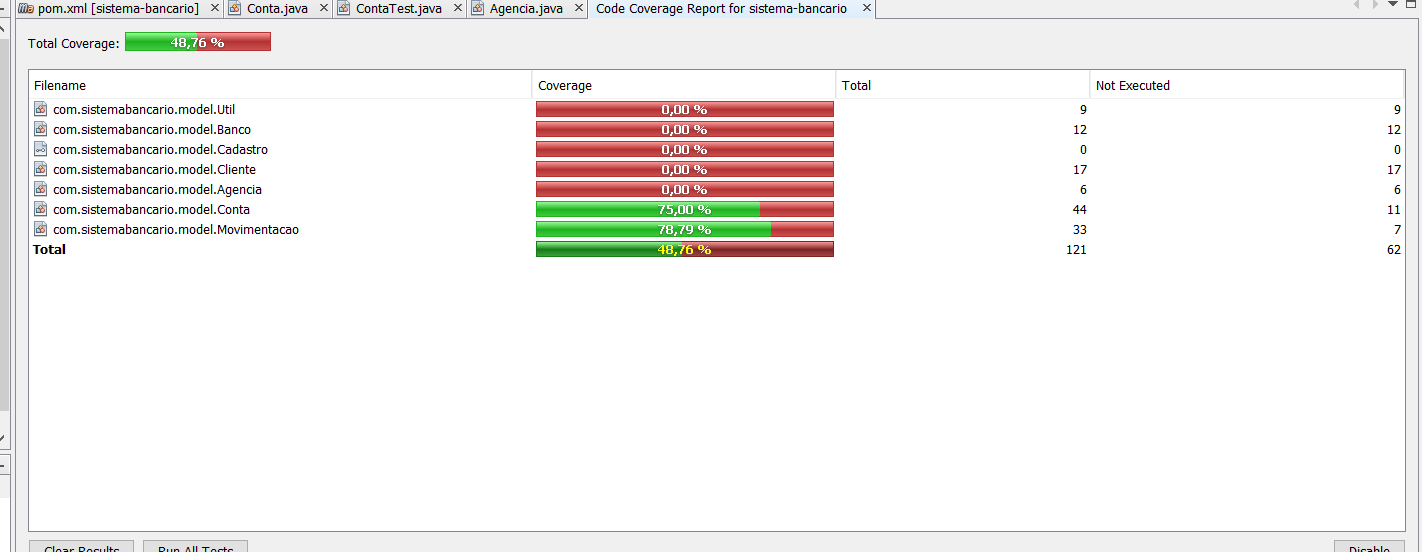 pom.xml [sistema-bancario] Conta.java ContaTest.java Agencia.java Code Coverage Report for sistema-bancario
Total Coverage: 48,76 %
Filename Coverage Total Not Executed
com.sistemabancario.model.Util 0,00 % 9 9
com.sistemabancario.model.Banco 0,00 % 12 12
com.sistemabancario.model.Cadastro 0,00 % 0 0
com.sistemabancario.model.Cliente 0,00 % 17 17
com.sistemabancario.model.Agencia 0,00 % 6 6
com.sistemabancario.model.Conta 75,00 % 44 11
com.sistemabancario.model.Movimentacao 78,79 % 33 7
Total 48,76 % 121 62
Clear Results Run All Tests Disable